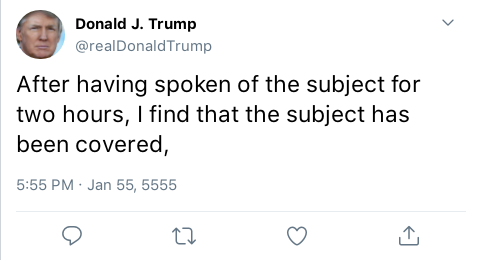 Donald J. Trump
@realDonaldTrump
After having spoken of the subject for
two hours, I find that the subject has
been covered,
5:55 PM · Jan 55, 5555